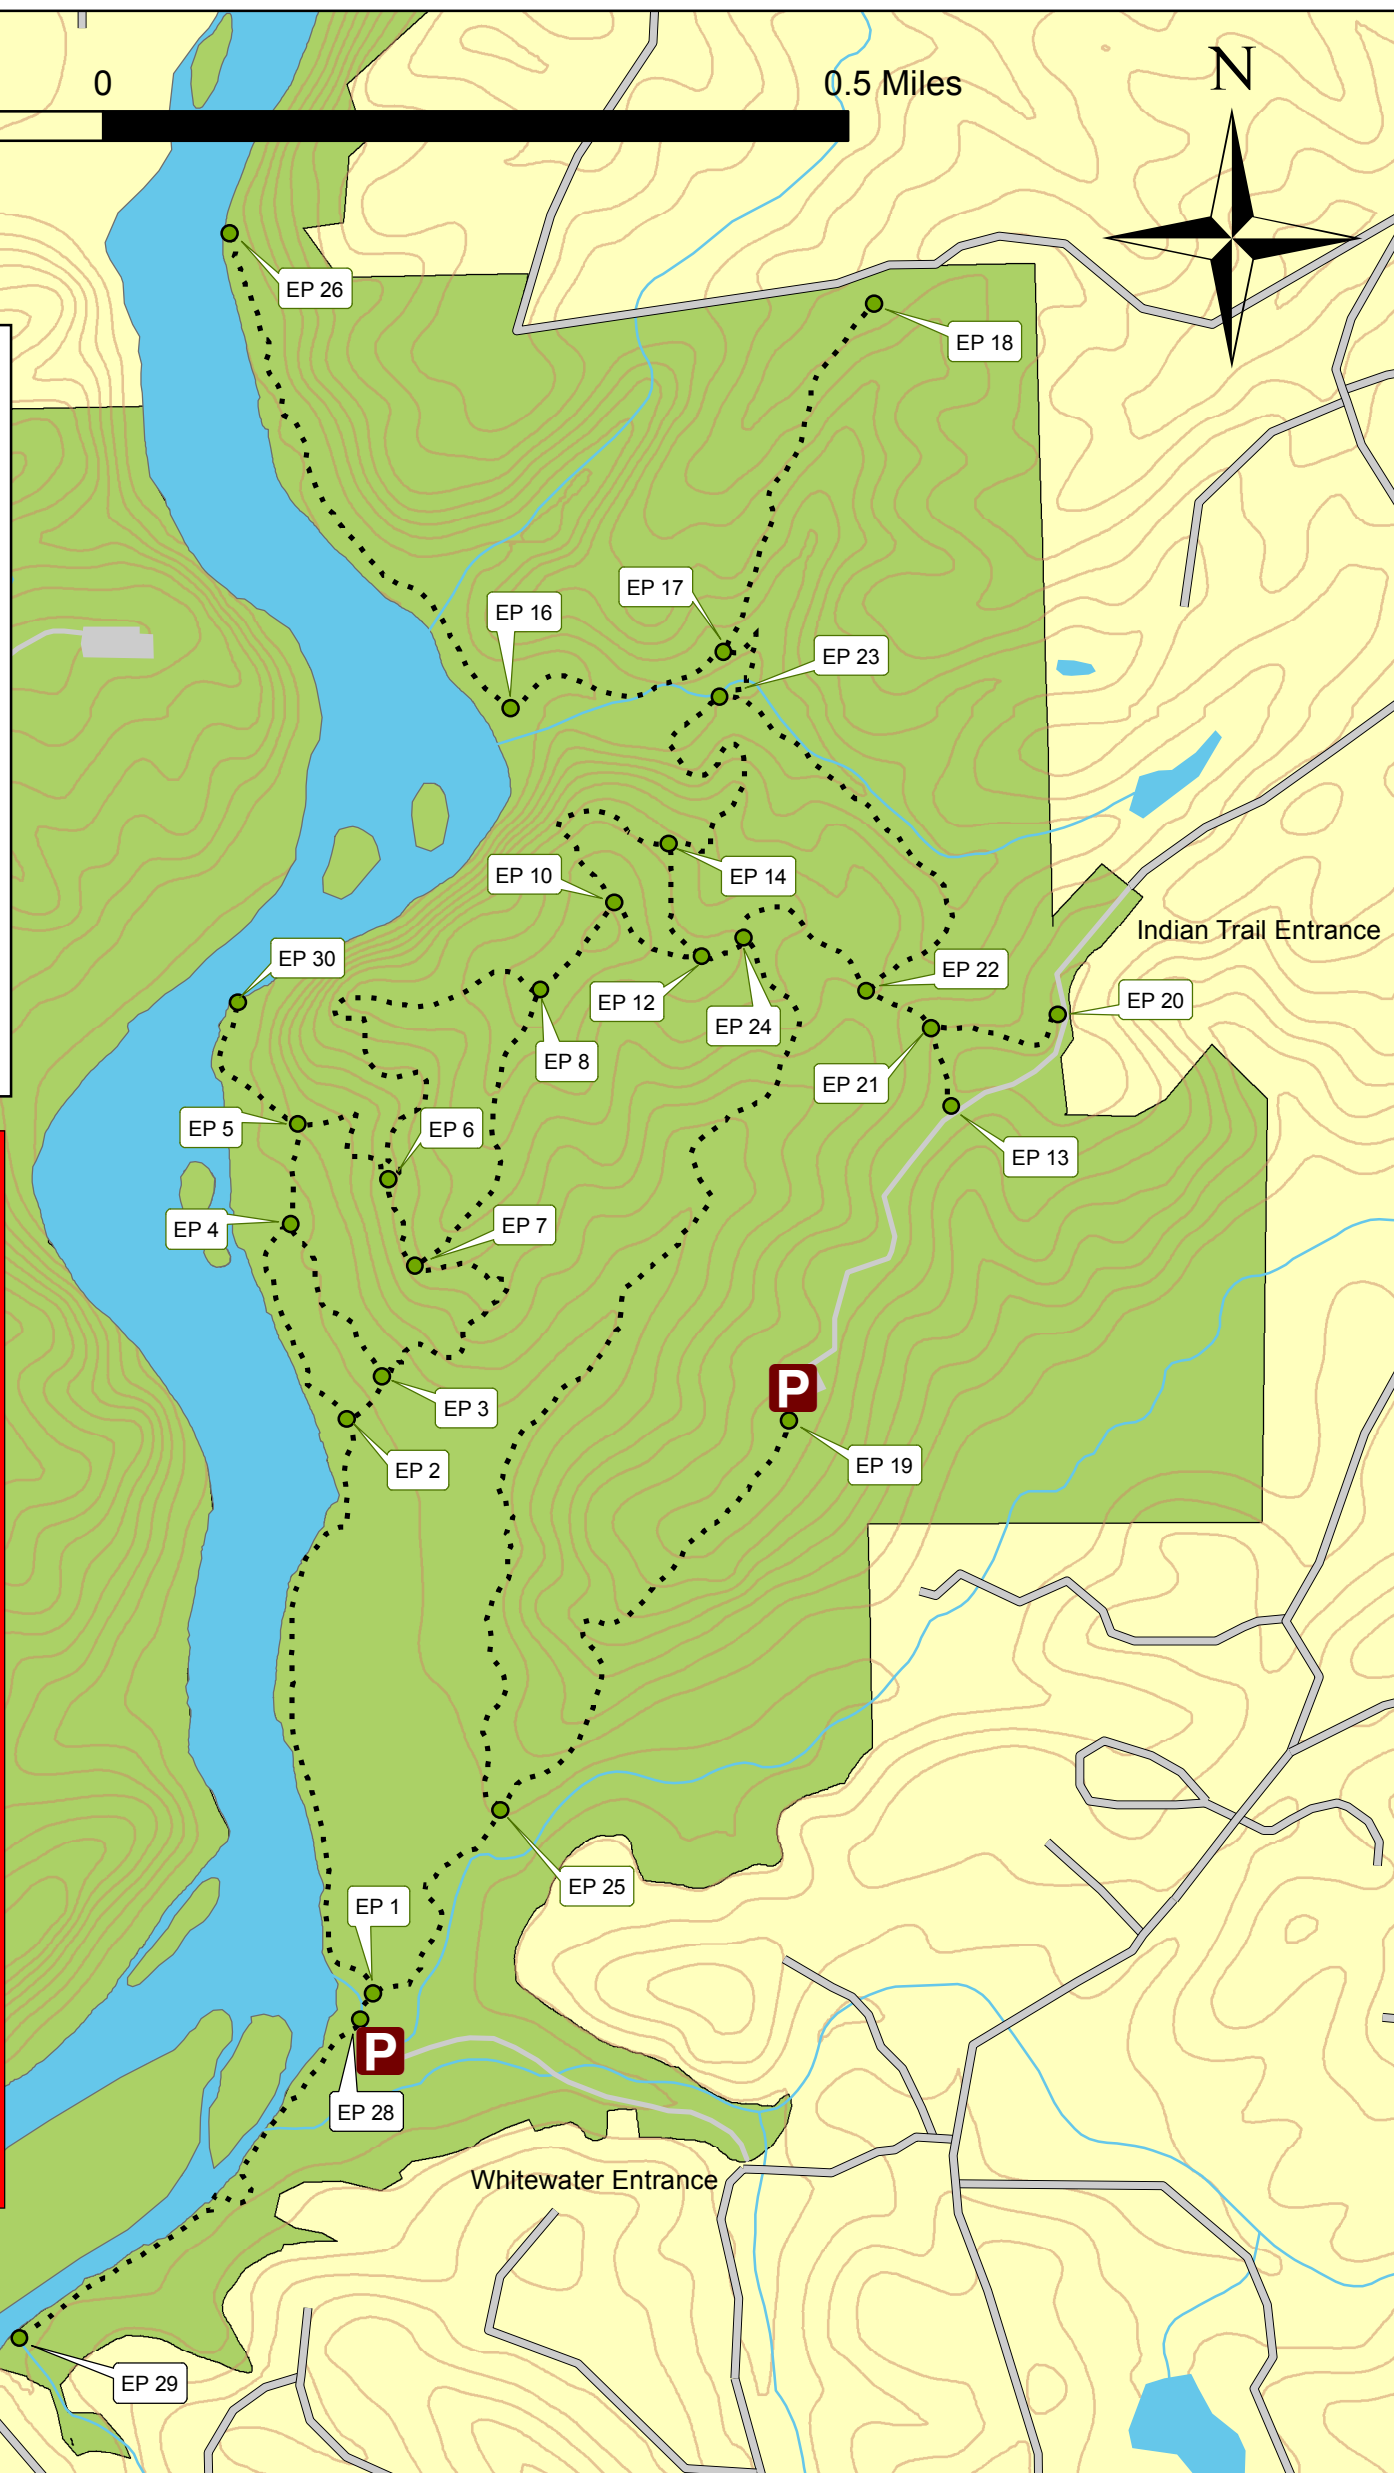 0
0.5 Miles
N
EP 26
EP 18
EP 17
EP 16
EP 23
EP 10
EP 14
Indian Trail Entrance
EP 30
EP 22
EP 12
EP 20
EP 24
EP 8
EP 21
EP 5
EP 6
EP 13
EP 4
EP 7
P
EP 3
EP 19
EP 2
EP 25
EP 1
P
EP 28
Whitewater Entrance
EP 29